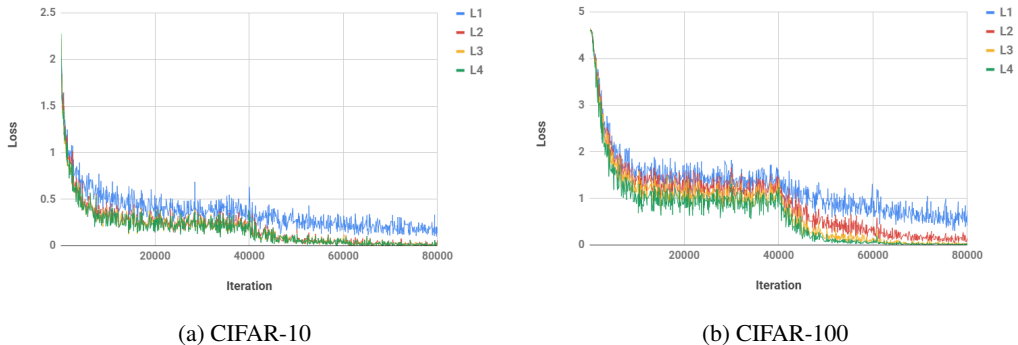 2.5
2
1.5
1
0.5
0
Loss
20000 40000 60000 80000
Iteration
L1
L2
L3
L4
(a) CIFAR-10
5
4
3
2
1
0
Loss
20000 40000 60000 80000
Iteration
L1
L2
L3
L4
(b) CIFAR-100